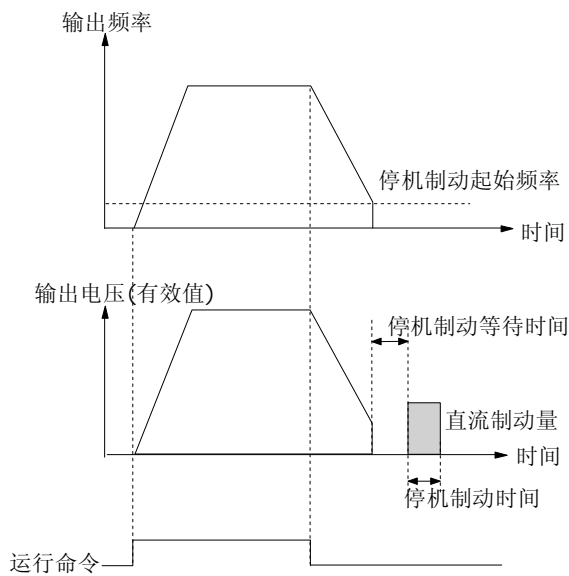 输出频率
停机制动起始频率
时间
输出电压(有效值)
停机制动等待时间
直流制动量
时间
停机制动时间
运行命令